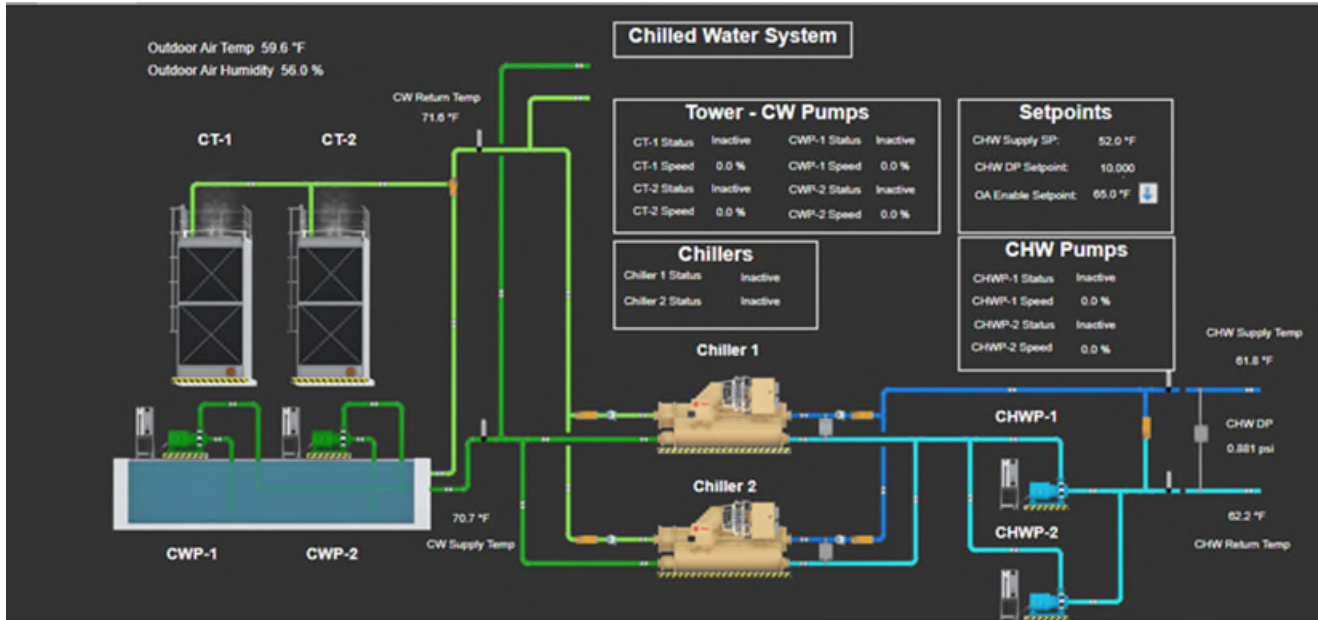 Chilled Water System
Outdoor Air Temp 59.6 °F
Outdoor Air Humidity 56.0 %
CW Return Temp
71.6 °F
CT-1
CT-2
Tower - CW Pumps
CT-1 Status Inactive CWP-1 Status Inactive
CT-1 Speed 0.0 % CWP-1 Speed 0.0 %
CT-2 Status Inactive CWP-2 Status Inactive
CT-2 Speed 0.0 % CWP-2 Speed 0.0 %
Setpoints
CHW Supply SP: 52.0 °F
CHW DP Setpoint: 10.000
OA Enable Setpoint: 65.0 °F
Chillers
Chiller 1 Status Inactive
Chiller 2 Status Inactive
CHW Pumps
CHWP-1 Status Inactive
CHWP-1 Speed 0.0 %
CHWP-2 Status Inactive
CHWP-2 Speed 0.0 %
CHW Supply Temp
61.8 °F
Chiller 1
CHWP-1
CHW DP
0.881 psi
Chiller 2
70.7 °F
CW Supply Temp
CHWP-2
62.2 °F
CHW Return Temp
CWP-1
CWP-2